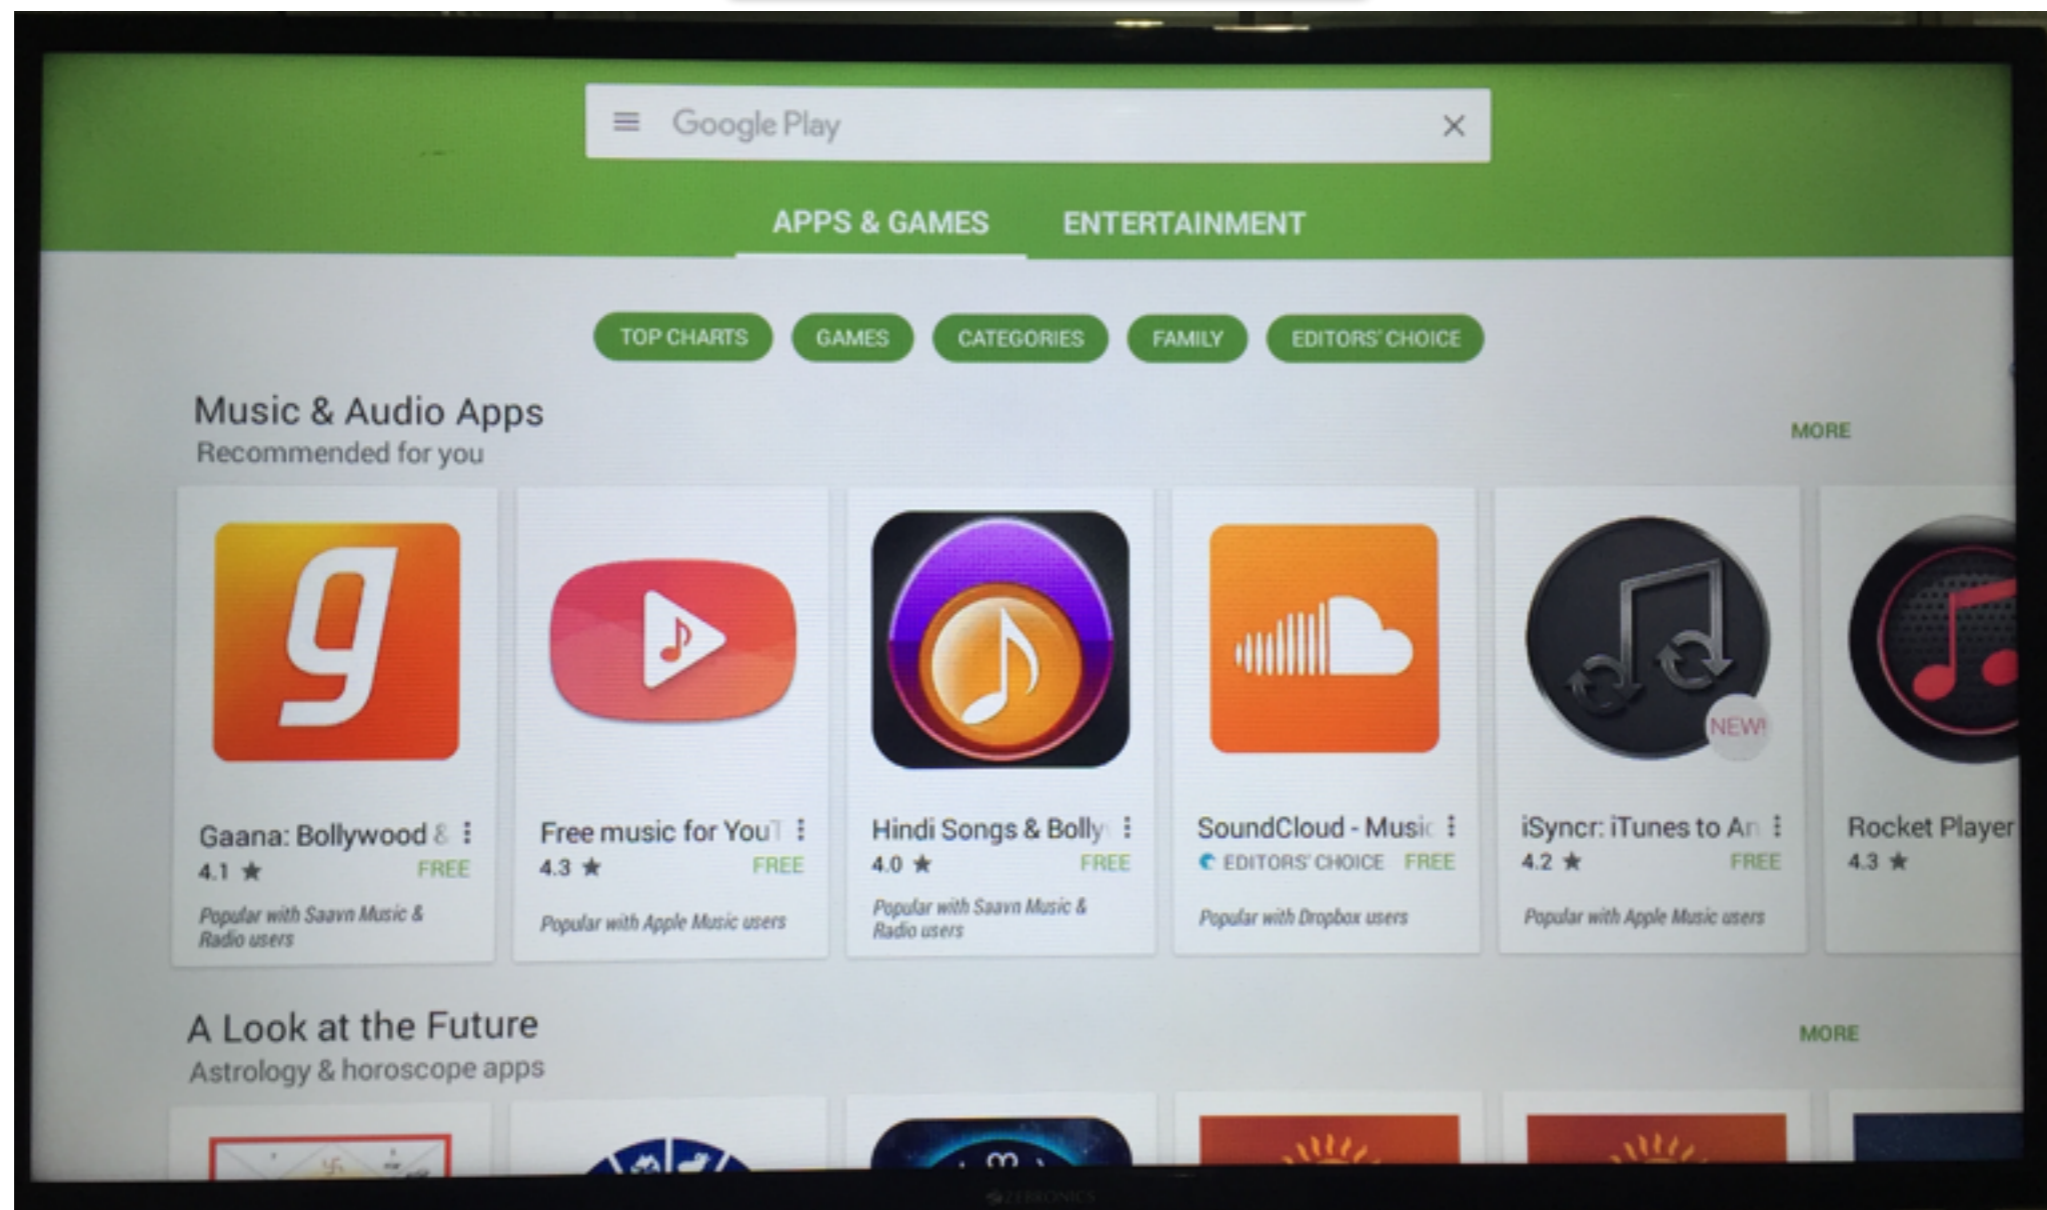 Google Play
APPS & GAMES ENTERTAINMENT
TOP CHARTS GAMES CATEGORIES FAMILY EDITORS' CHOICE
Music & Audio Apps
Recommended for you
MORE
g
NEW!
Gaana: Bollywood &
4.1 ★ FREE
Popular with Saavn Music &
Radio users
Free music for YouT
4.3 ★ FREE
Popular with Apple Music users
Hindi Songs & Bolly
4.0 ★ FREE
Popular with Saavn Music &
Radio users
SoundCloud - Music
EDITORS' CHOICE FREE
Popular with Dropbox users
iSyncr: iTunes to An
4.2 ★ FREE
Popular with Apple Music users
Rocket Player
4.3 ★
A Look at the Future
Astrology & horoscope apps
MORE
ZEBRONICS